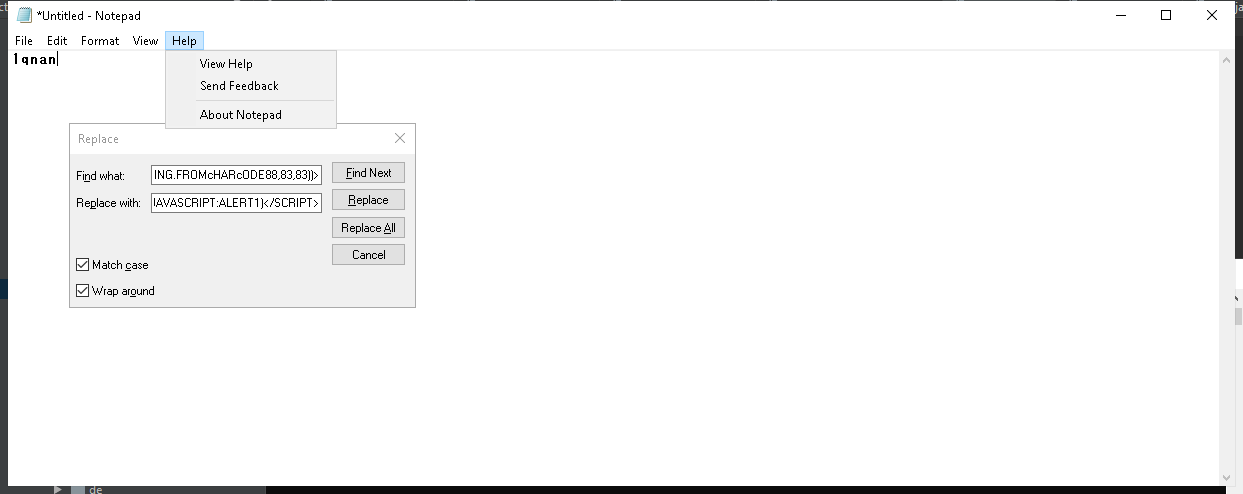 *Untitled - Notepad
File Edit Format View Help
lqnan
View Help
Send Feedback
About Notepad
Replace
Find what: ING.FROMcHARcODE88,83,83))> Find Next
Replace with: IAVASCRIPT:ALERT1)</SCRIPT> Replace
Replace All
Cancel
Match case
Wrap around
de